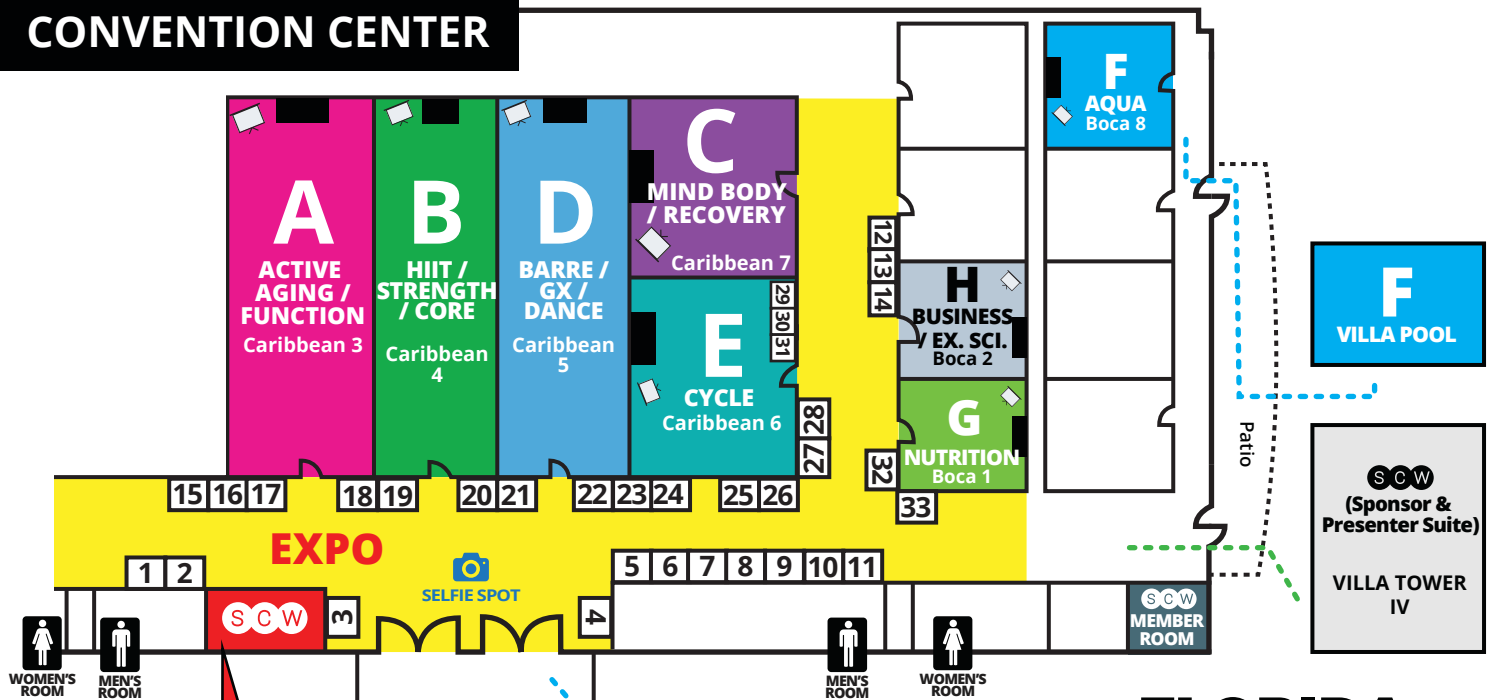 CONVENTION CENTER
A
ACTIVE
AGING /
FUNCTION
Caribbean 3
B
HIIT /
STRENGTH
/ CORE
Caribbean
4
D
BARRE /
GX /
DANCE
Caribbean
5
C
MIND BODY
/ RECOVERY
Caribbean 7
E
CYCLE
Caribbean 6
29 30 31
28
27
12 13 14
32
33
F
AQUA
Boca 8
H
BUSINESS
/ EX. SCI.
Boca 2
G
NUTRITION
Boca 1
F
VILLA POOL
Patio
SCW
(Sponsor &
Presenter Suite)
VILLA TOWER
IV
15 16 17 18 19 20 21 22 23 24 25 26
EXPO
1 2
SELFIE SPOT
5 6 7 8 9 10 11
SCW
3
4
SCW
MEMBER
ROOM
WOMEN'S
ROOM
MEN'S
ROOM
MEN'S
ROOM
WOMEN'S
ROOM